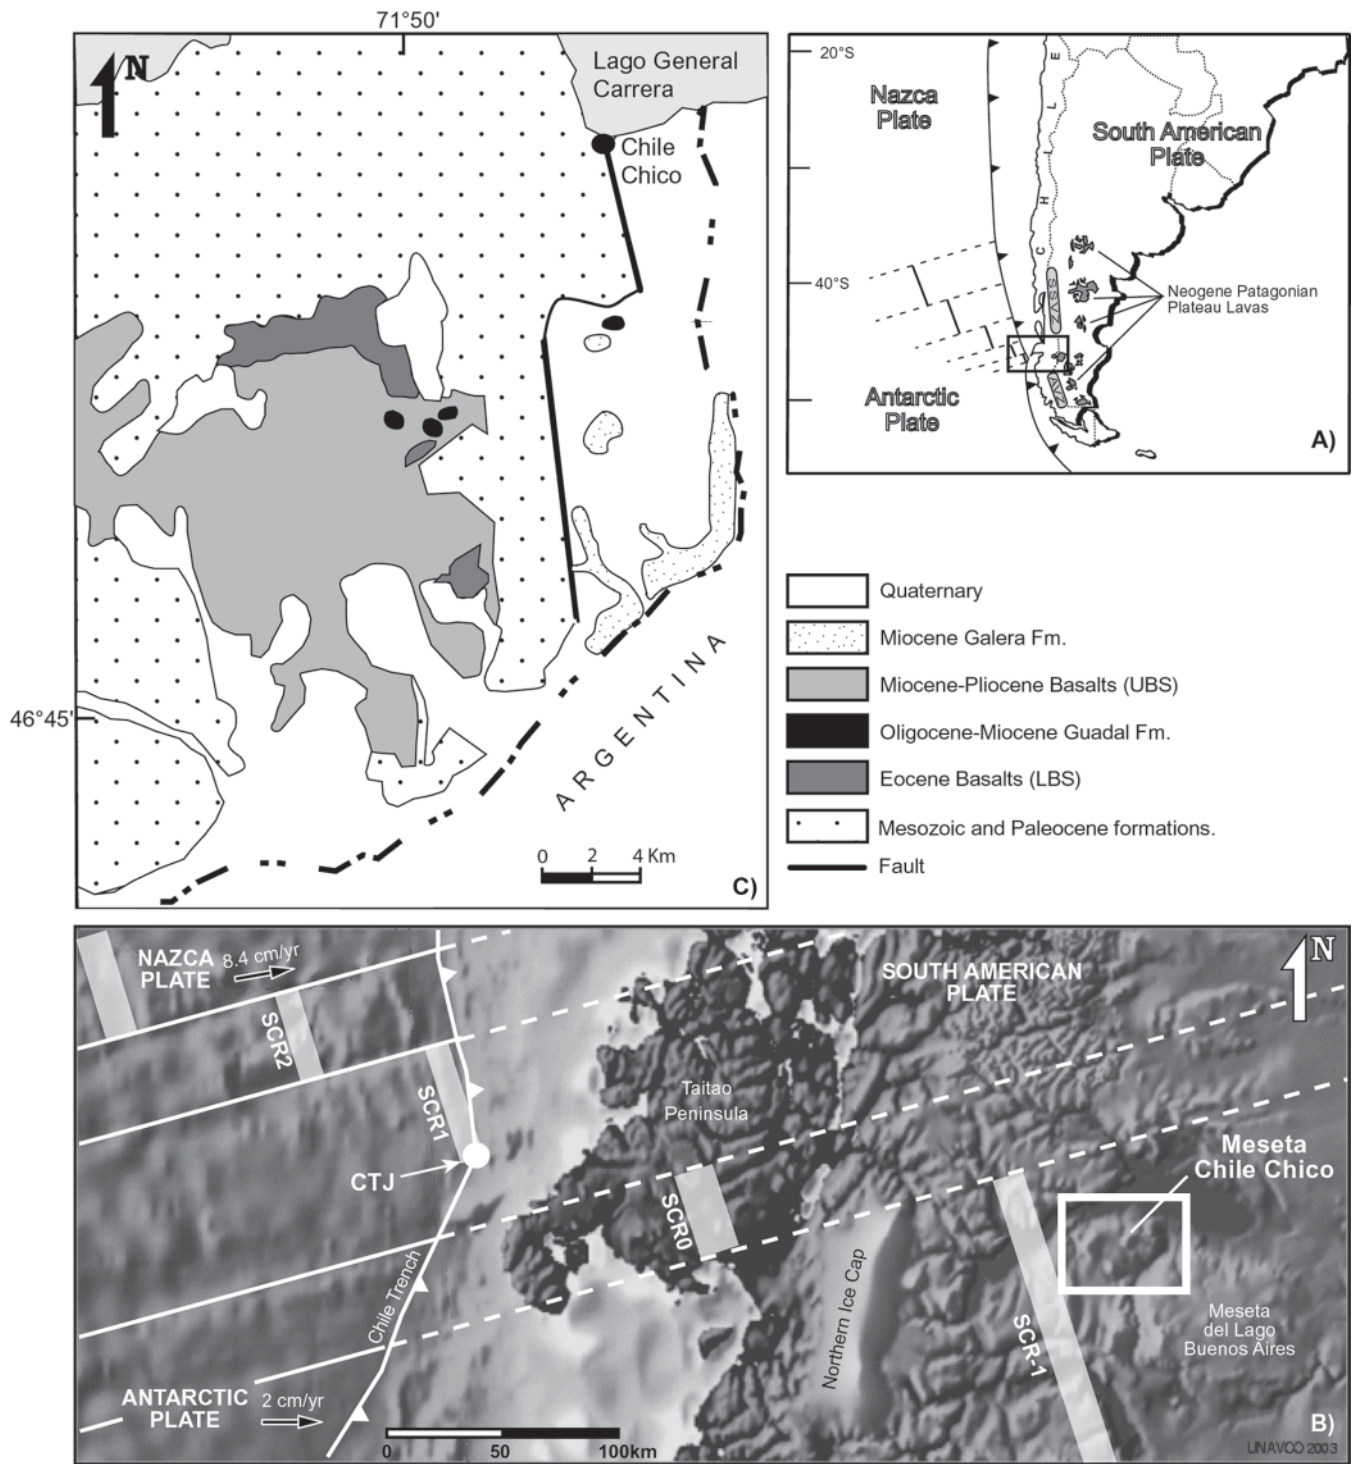 71°50'
N
Lago General
Carrera
Chile
Chico
46°45'
ARGENTINA
0 2 4 Km
C)
20°S
Nazca
Plate
CHILE
South American
Plate
40°S
SSVZ
Neogene Patagonian
Plateau Lavas
Antarctic
Plate
AVZ
A)
Quaternary
Miocene Galera Fm.
Miocene-Pliocene Basalts (UBS)
Oligocene-Miocene Guadal Fm.
Eocene Basalts (LBS)
Mesozoic and Paleocene formations.
Fault
NAZCA
PLATE
8.4 cm/yr
SCR2
SCR1
CTJ
Chile Trench
ANTARCTIC
PLATE
2 cm/yr
0 50 100km
Taitao
Peninsula
SCR0
Northern Ice Cap
SOUTH AMERICAN
PLATE
N
Meseta
Chile Chico
SCR-1
Meseta
del Lago
Buenos Aires
B)
UNAVCO 2003